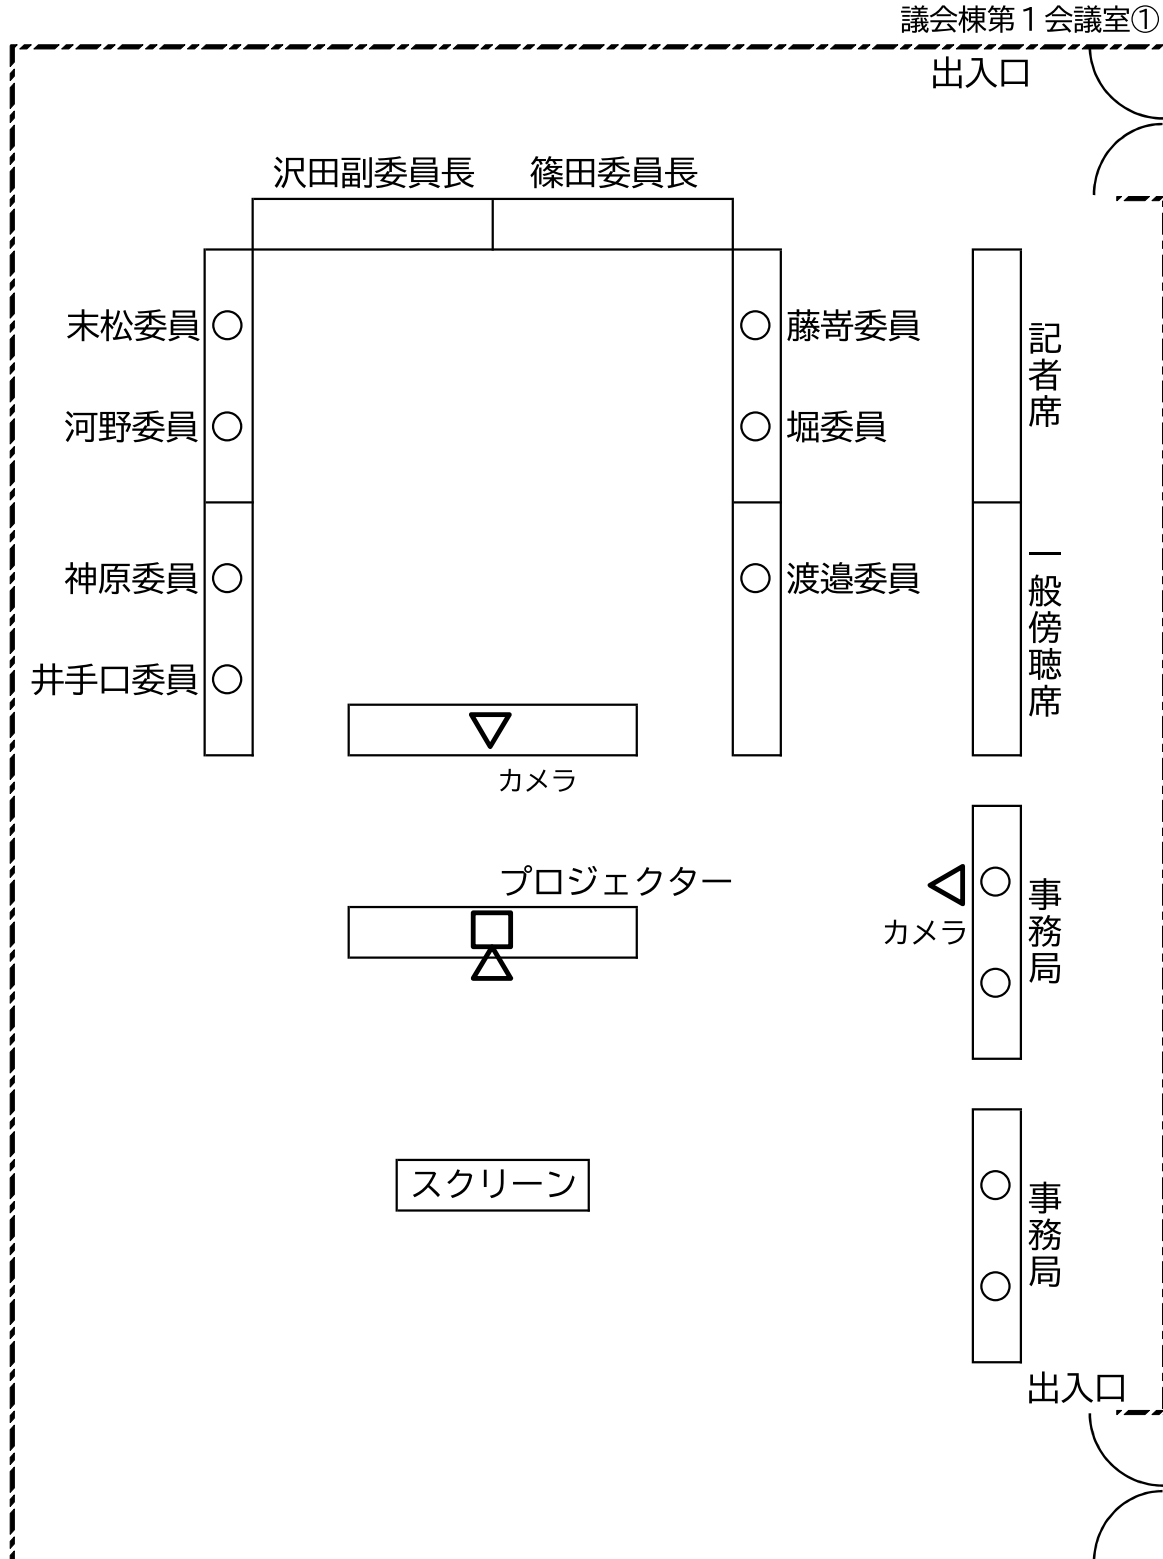 議会棟第１会議室①
出入口
沢田副委員長
篠田委員長
末松委員
藤嵜委員
河野委員
堀委員
記者席
神原委員
渡邉委員
井手口委員
一般傍聴席
カメラ
プロジェクター
カメラ
事務局
スクリーン
事務局
出入口